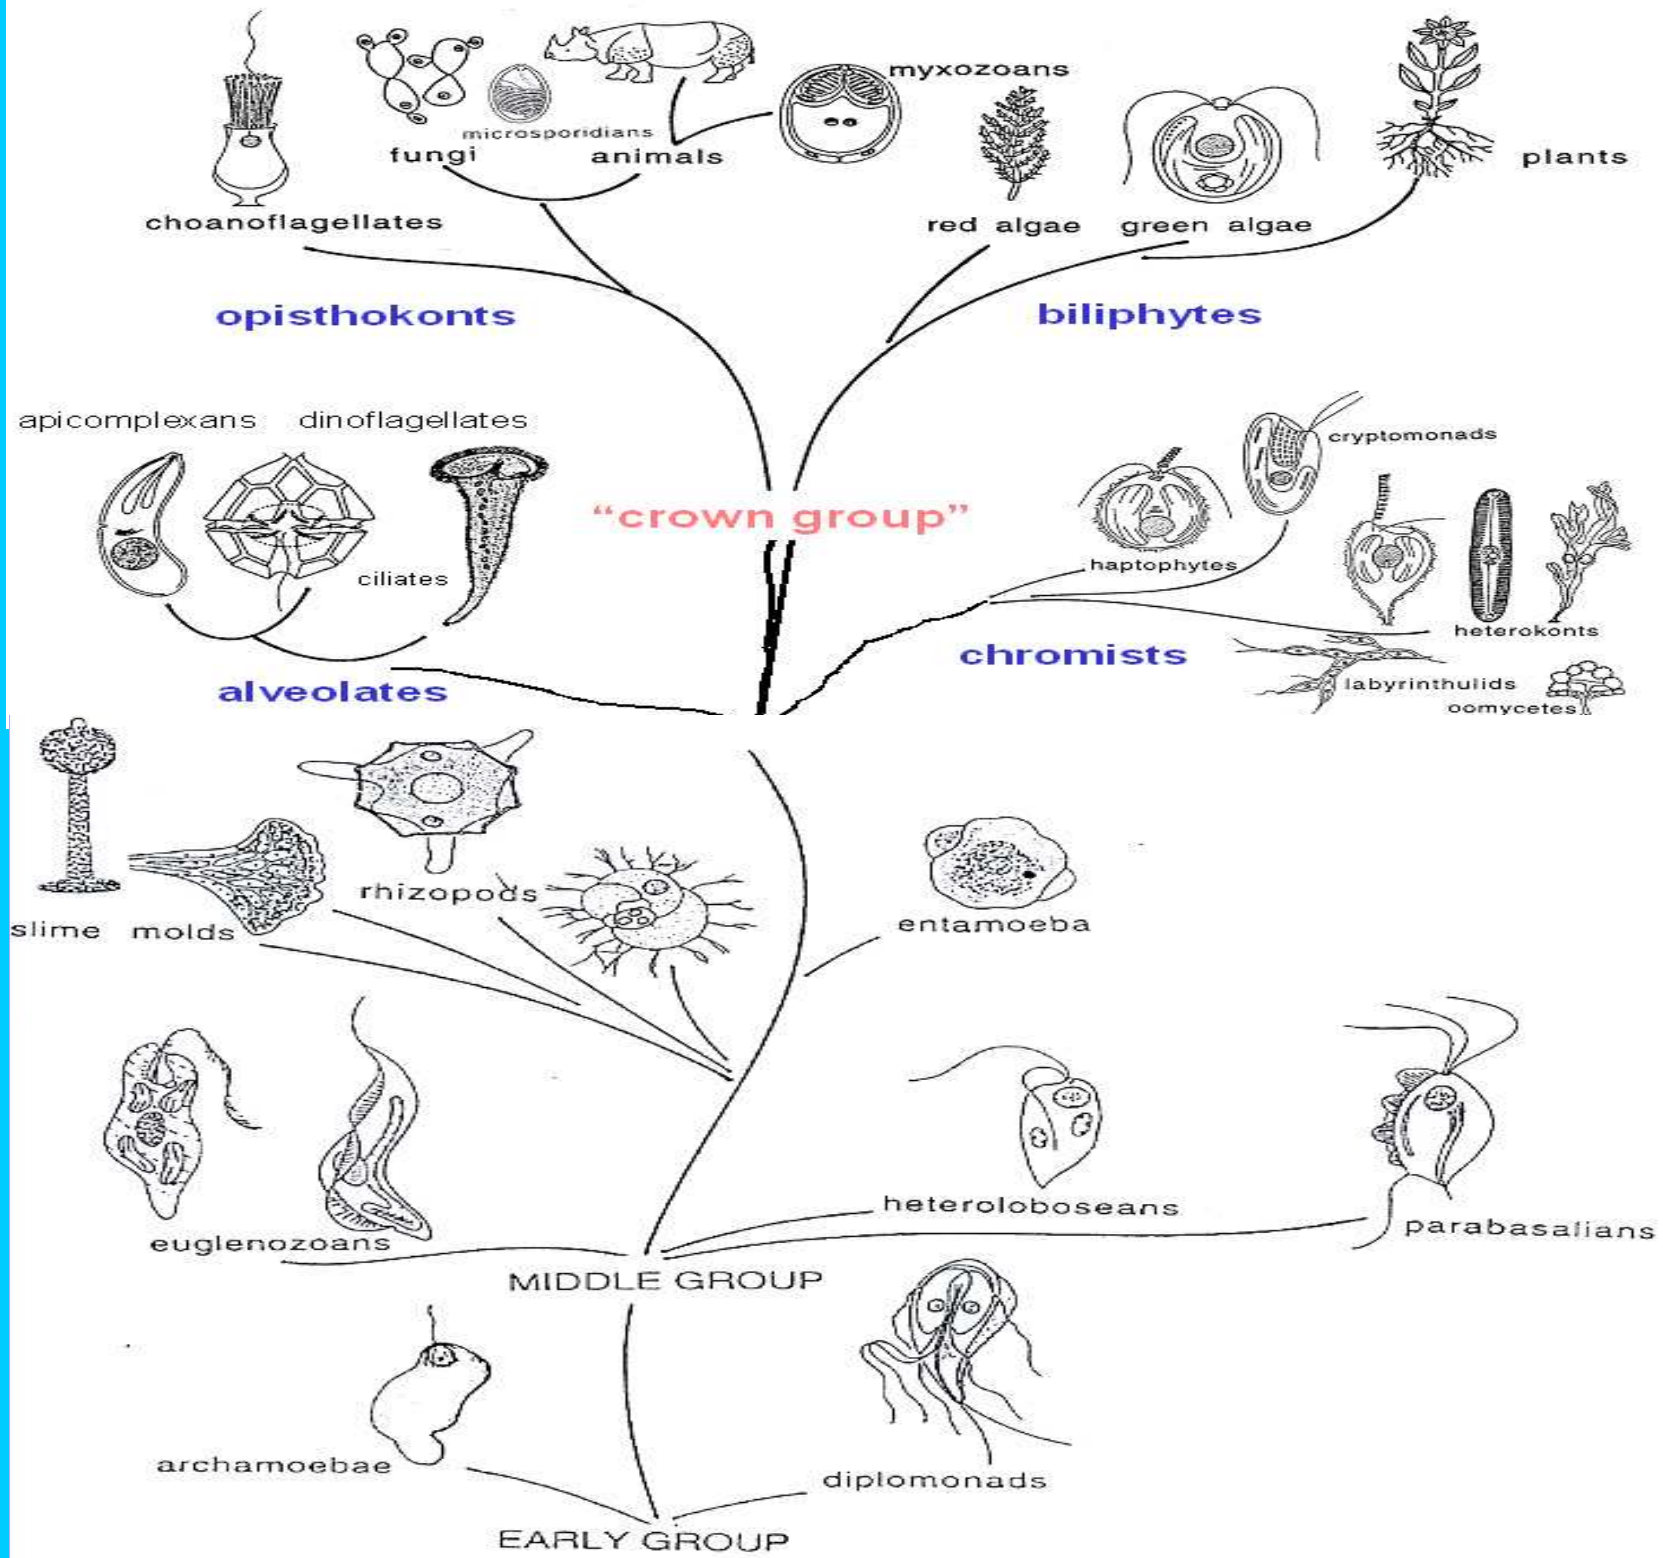 myxozoans
microsporidians
fungi
animals
plants
choanoflagellates
red algae
green algae
opisthokonts
biliphytes
apicomplexans
dinoflagellates
cryptomonads
“crown group”
haptophytes
ciliates
heterokonts
chromists
labyrinthulids
alveolates
oomycetes
rhizopods
slime molds
entamoeba
heteroloboseans
parabasalians
euglenozoans
MIDDLE GROUP
archamoebae
diplomonads
EARLY GROUP